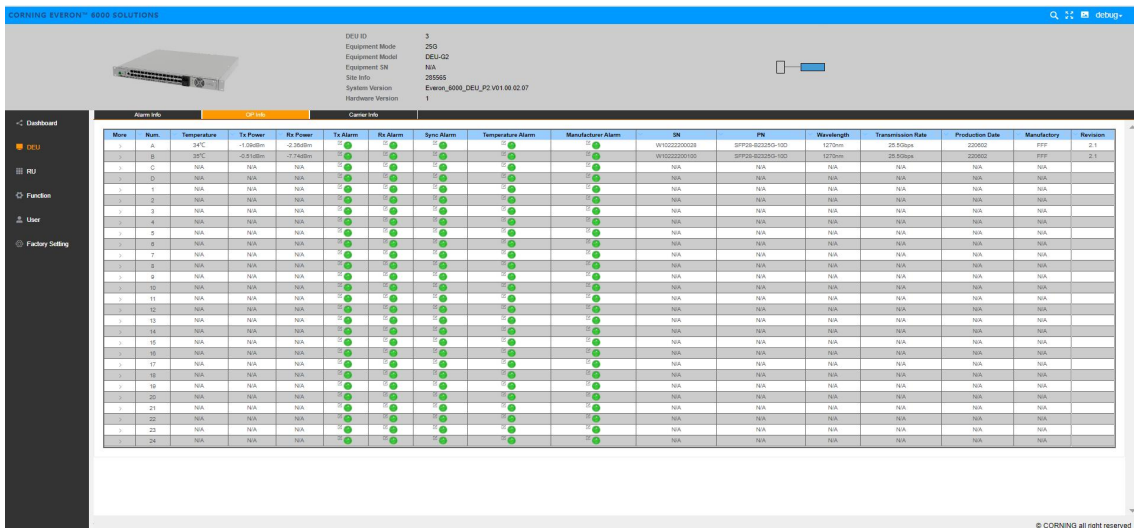 CORNING EVERON™ 6000 SOLUTIONS
debug
DEU ID 3
Equipment Mode 25G
Equipment Model DEU-G2
Equipment SN N/A
Site Info 285565
System Version Everon_6000_DEU_P2.V01.00.02.07
Hardware Version 1
Dashboard
DEU
RU
Function
User
Factory Setting
Alarm Info OP Info Carrier Info
More Num. Temperature Tx Power Rx Power Tx Alarm Rx Alarm Sync Alarm Temperature Alarm Manufacturer Alarm SN PN Wavelength Transmission Rate Production Date Manufactory Revision
> A 34℃ -1.09dBm -2.36dBm W10222200028 SFP28-B2325G-10D 1270nm 25.5Gbps 220602 FFF 2.1
> B 35℃ -0.51dBm -7.74dBm W10222200100 SFP28-B2325G-10D 1270nm 25.5Gbps 220602 FFF 2.1
> C N/A N/A N/A N/A N/A N/A N/A N/A N/A
> D N/A N/A N/A N/A N/A N/A N/A N/A N/A
> 1 N/A N/A N/A N/A N/A N/A N/A N/A N/A
> 2 N/A N/A N/A N/A N/A N/A N/A N/A N/A
> 3 N/A N/A N/A N/A N/A N/A N/A N/A N/A
> 4 N/A N/A N/A N/A N/A N/A N/A N/A N/A
> 5 N/A N/A N/A N/A N/A N/A N/A N/A N/A
> 6 N/A N/A N/A N/A N/A N/A N/A N/A N/A
> 7 N/A N/A N/A N/A N/A N/A N/A N/A N/A
> 8 N/A N/A N/A N/A N/A N/A N/A N/A N/A
> 9 N/A N/A N/A N/A N/A N/A N/A N/A N/A
> 10 N/A N/A N/A N/A N/A N/A N/A N/A N/A
> 11 N/A N/A N/A N/A N/A N/A N/A N/A N/A
> 12 N/A N/A N/A N/A N/A N/A N/A N/A N/A
> 13 N/A N/A N/A N/A N/A N/A N/A N/A N/A
> 14 N/A N/A N/A N/A N/A N/A N/A N/A N/A
> 15 N/A N/A N/A N/A N/A N/A N/A N/A N/A
> 16 N/A N/A N/A N/A N/A N/A N/A N/A N/A
> 17 N/A N/A N/A N/A N/A N/A N/A N/A N/A
> 18 N/A N/A N/A N/A N/A N/A N/A N/A N/A
> 19 N/A N/A N/A N/A N/A N/A N/A N/A N/A
> 20 N/A N/A N/A N/A N/A N/A N/A N/A N/A
> 21 N/A N/A N/A N/A N/A N/A N/A N/A N/A
> 22 N/A N/A N/A N/A N/A N/A N/A N/A N/A
> 23 N/A N/A N/A N/A N/A N/A N/A N/A N/A
> 24 N/A N/A N/A N/A N/A N/A N/A N/A N/A
© CORNING all right reserved